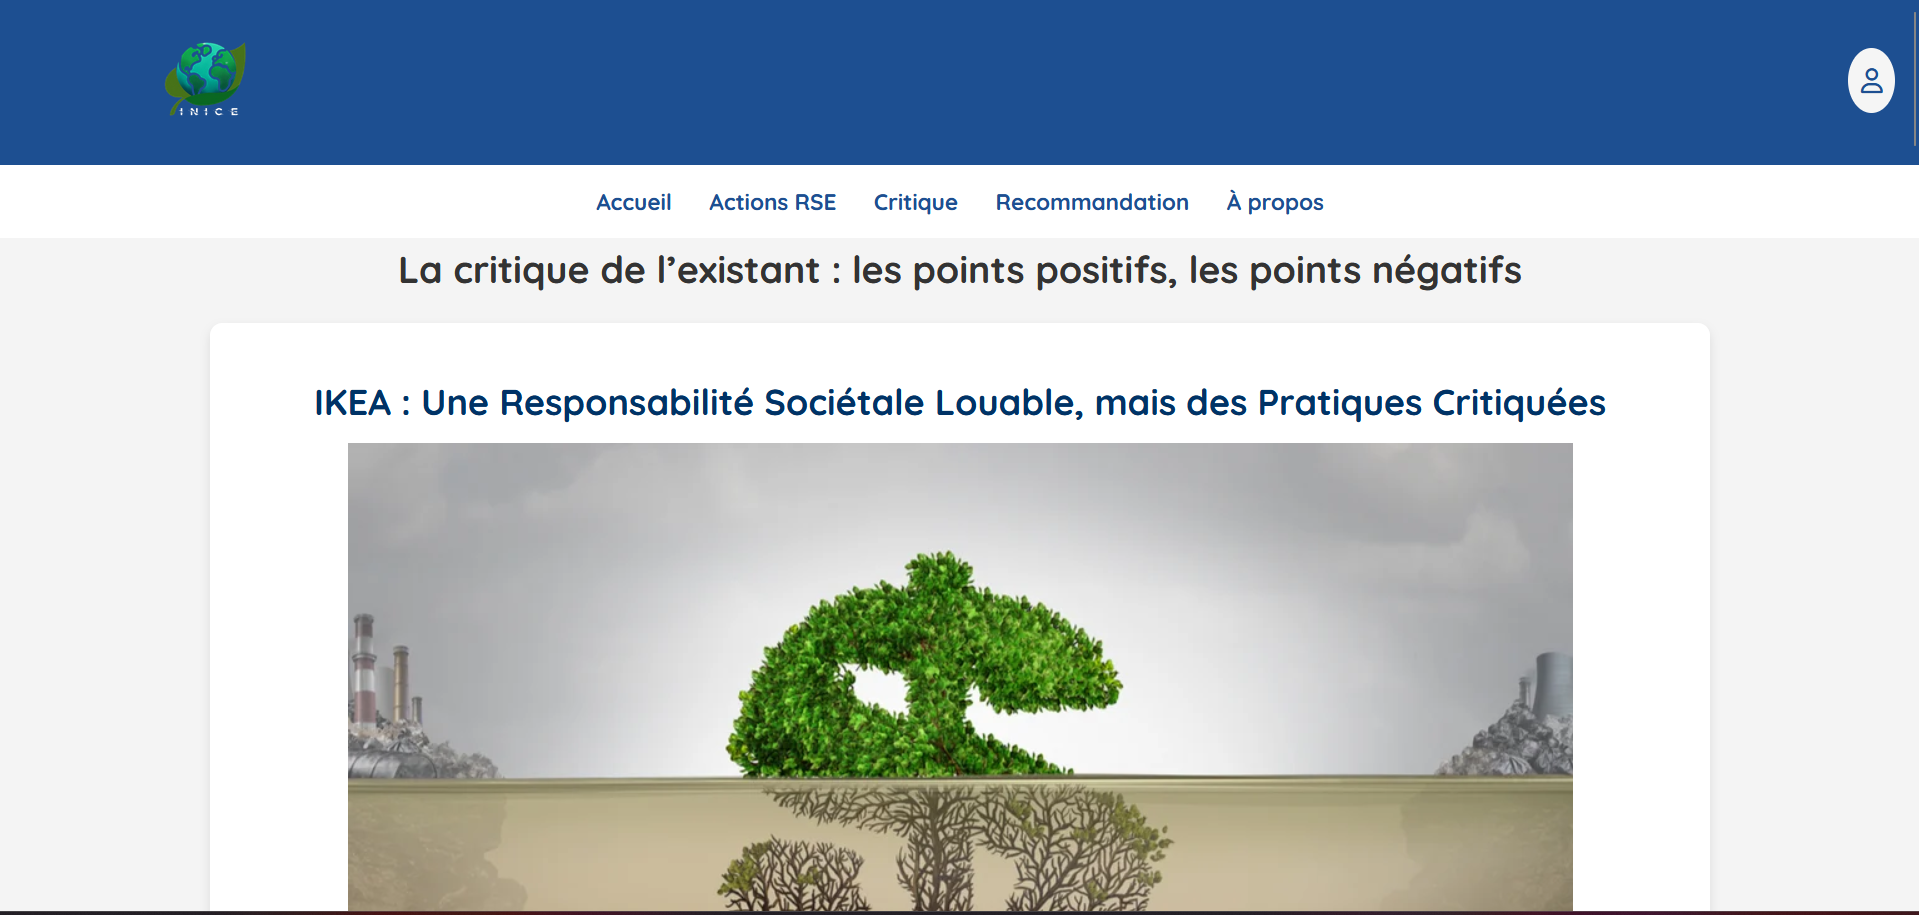 INICE
Accueil Actions RSE Critique Recommandation À propos
La critique de l’existant : les points positifs, les points négatifs
IKEA : Une Responsabilité Sociétale Louable, mais des Pratiques Critiquées